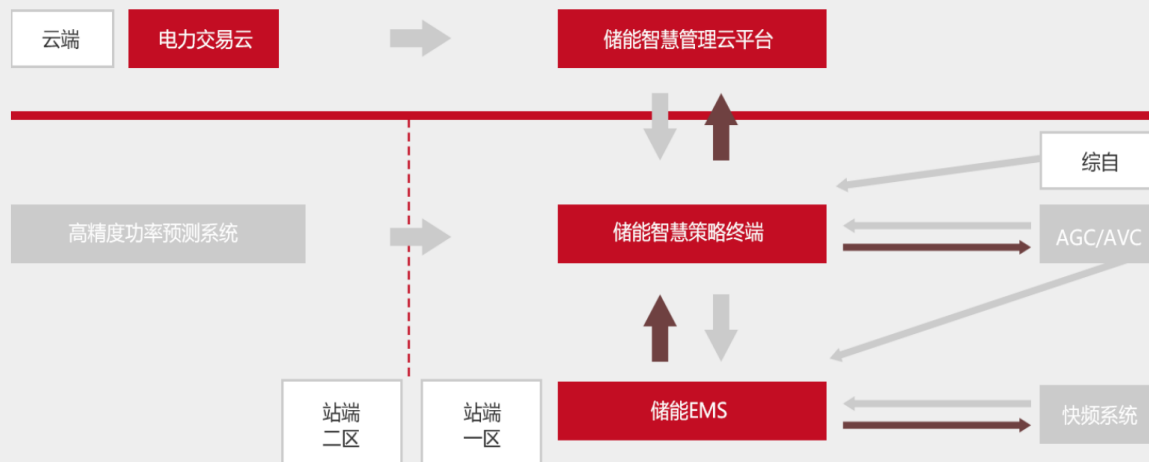 云端
电力交易云
储能智慧管理云平台
综自
高精度功率预测系统
储能智慧策略终端
AGC/AVC
站端
二区
站端
一区
储能EMS
快频系统